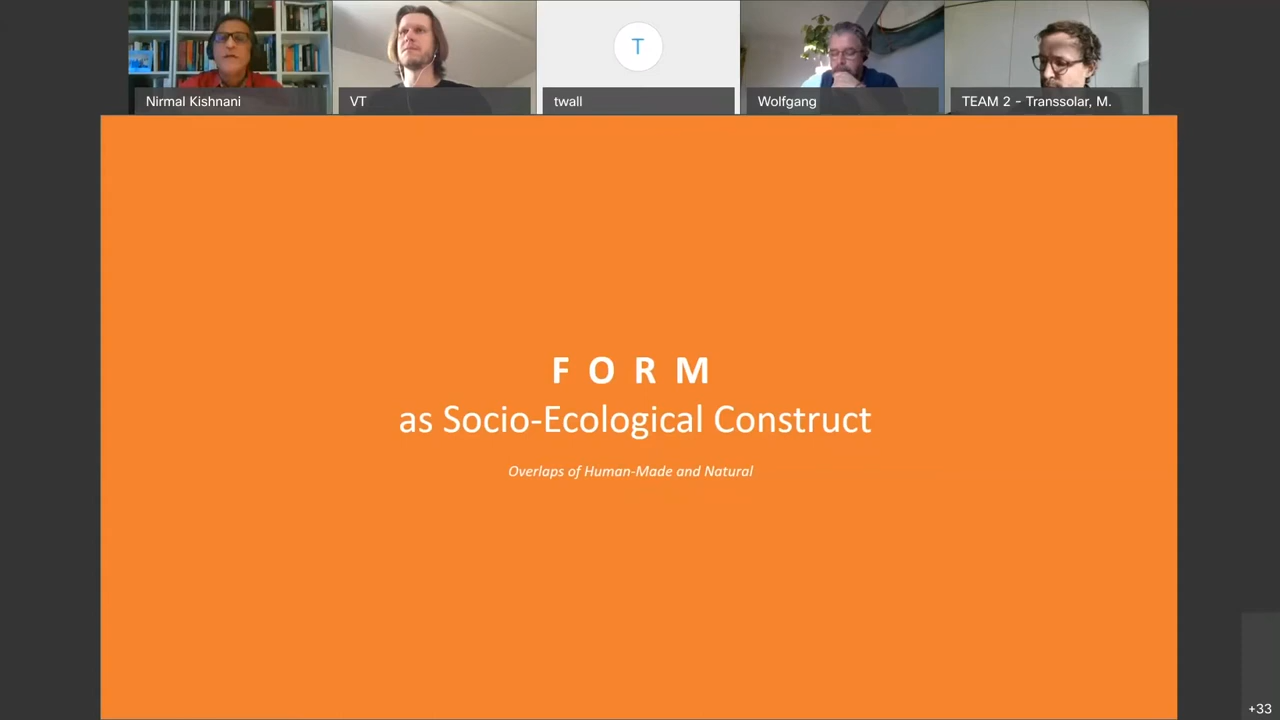 Nirmal Kishnani
VT
T
twall
Wolfgang
TEAM 2 - Transsolar, M.
F O R M
as Socio-Ecological Construct
Overlaps of Human-Made and Natural
+33